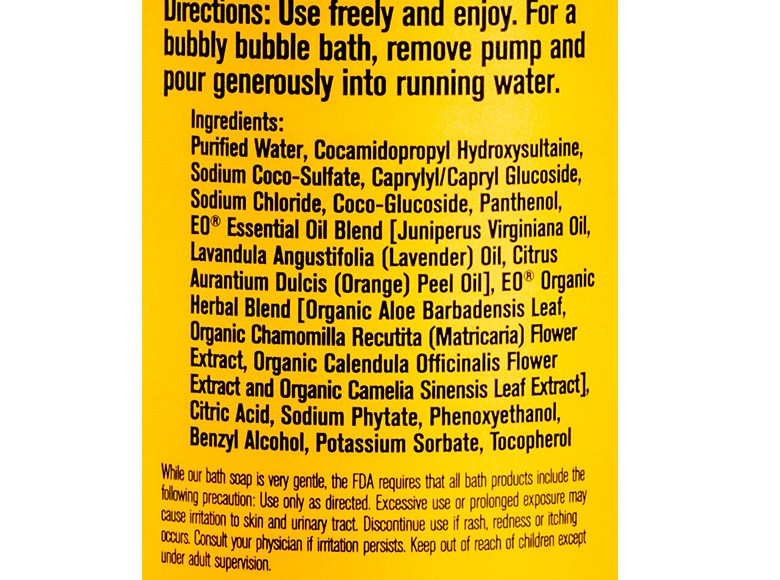 Directions: Use freely and enjoy. For a
bubbly bubble bath, remove pump and
pour generously into running water.
Ingredients:
Purified Water, Cocamidopropyl Hydroxysultaine,
Sodium Coco-Sulfate, Caprylyl/Capryl Glucoside,
Sodium Chloride, Coco-Glucoside, Panthenol,
EO® Essential Oil Blend [Juniperus Virginiana Oil,
Lavandula Angustifolia (Lavender) Oil, Citrus
Aurantium Dulcis (Orange) Peel Oil], EO® Organic
Herbal Blend [Organic Aloe Barbadensis Leaf,
Organic Chamomilla Recutita (Matricaria) Flower
Extract, Organic Calendula Officinalis Flower
Extract and Organic Camelia Sinensis Leaf Extract],
Citric Acid, Sodium Phytate, Phenoxyethanol,
Benzyl Alcohol, Potassium Sorbate, Tocopherol
While our bath soap is very gentle, the FDA requires that all bath products include the
following precaution: Use only as directed. Excessive use or prolonged exposure may
cause irritation to skin and urinary tract. Discontinue use if rash, redness or itching
occurs. Consult your physician if irritation persists. Keep out of reach of children except
under adult supervision.